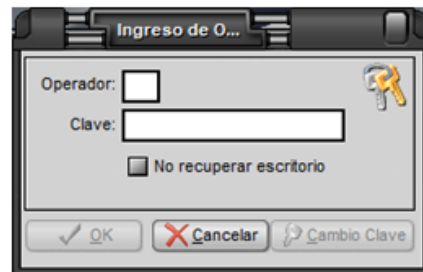 Ingreso de O...
Operador:
Clave:
No recuperar escritorio
OK Cancelar Cambio Clave